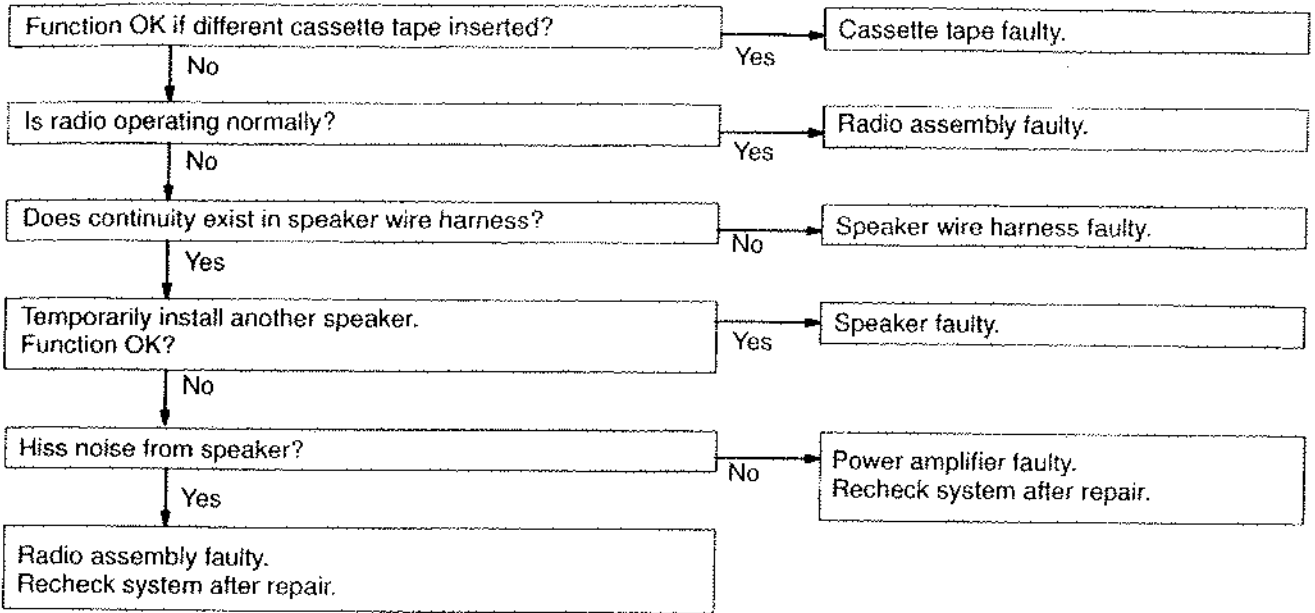 Function OK if different cassette tape inserted?
Yes
Cassette tape faulty.
No
Is radio operating normally?
Yes
Radio assembly faulty.
No
Does continuity exist in speaker wire harness?
No
Speaker wire harness faulty.
Yes
Temporarily install another speaker.
Function OK?
Yes
Speaker faulty.
No
Hiss noise from speaker?
No
Power amplifier faulty.
Recheck system after repair.
Yes
Radio assembly faulty.
Recheck system after repair.